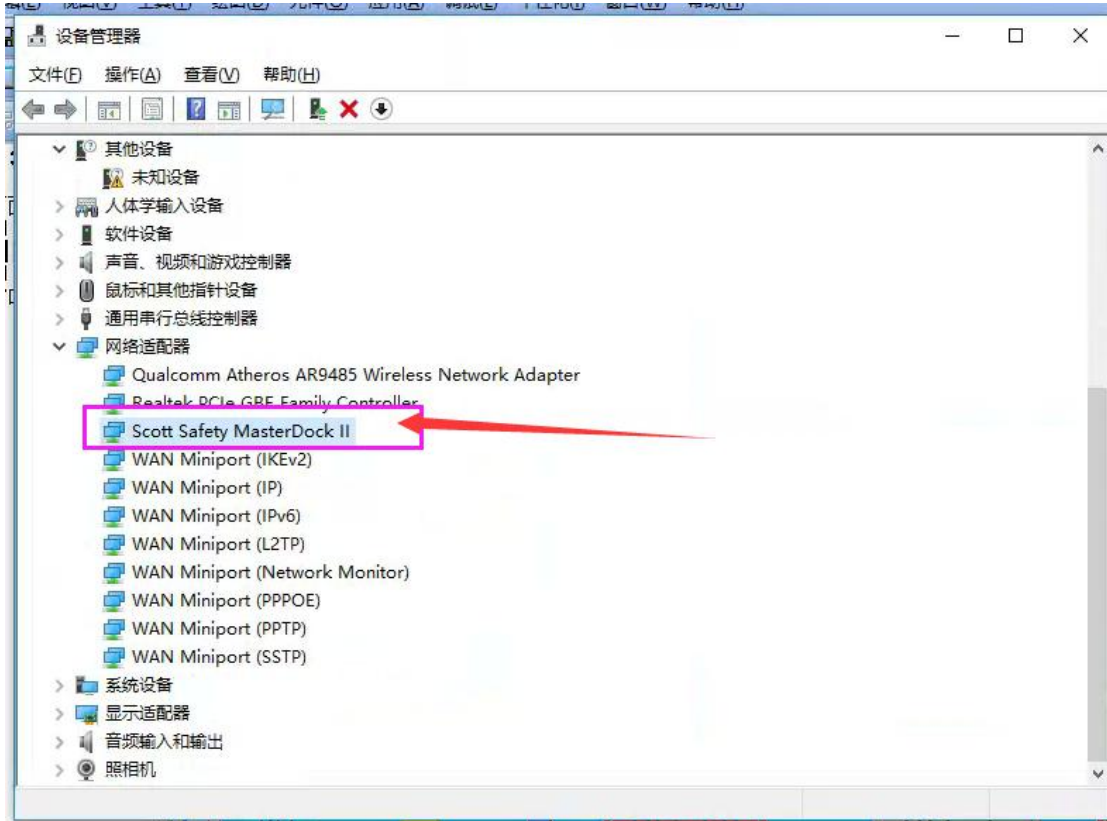 设备管理器
文件(F) 操作(A) 查看(V) 帮助(H)
其他设备
未知设备
人体学输入设备
软件设备
声音、视频和游戏控制器
鼠标和其他指针设备
通用串行总线控制器
网络适配器
Qualcomm Atheros AR9485 Wireless Network Adapter
Realtek PCIe GBE Family Controller
Scott Safety MasterDock II
WAN Miniport (IKEv2)
WAN Miniport (IP)
WAN Miniport (IPv6)
WAN Miniport (L2TP)
WAN Miniport (Network Monitor)
WAN Miniport (PPPOE)
WAN Miniport (PPTP)
WAN Miniport (SSTP)
系统设备
显示适配器
音频输入和输出
照相机